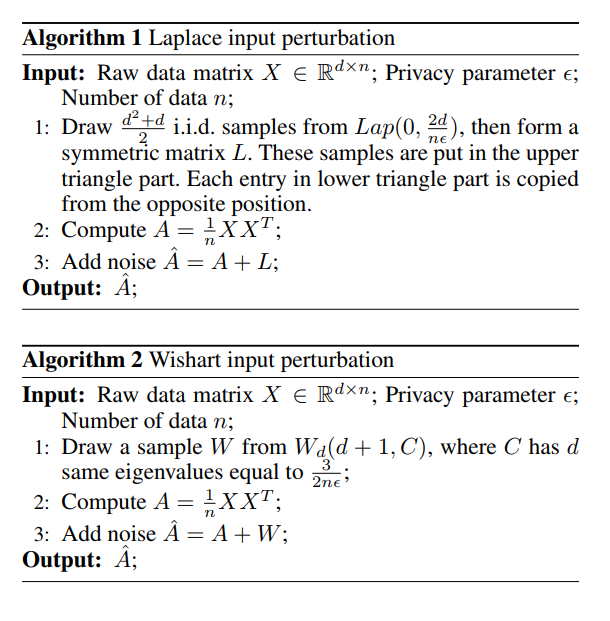 Algorithm 1 Laplace input perturbation
Input: Raw data matrix $X \in \mathbb{R}^{d \times n}$; Privacy parameter $\epsilon$;
Number of data $n$;
1: Draw $\frac{d^2+d}{2}$ i.i.d. samples from $Lap(0, \frac{2d}{n\epsilon})$, then form a
symmetric matrix $L$. These samples are put in the upper
triangle part. Each entry in lower triangle part is copied
from the opposite position.
2: Compute $A = \frac{1}{n}XX^T$;
3: Add noise $\hat{A} = A + L$;
Output: $\hat{A}$;
Algorithm 2 Wishart input perturbation
Input: Raw data matrix $X \in \mathbb{R}^{d \times n}$; Privacy parameter $\epsilon$;
Number of data $n$;
1: Draw a sample $W$ from $W_d(d + 1, C)$, where $C$ has $d$
same eigenvalues equal to $\frac{3}{2n\epsilon}$;
2: Compute $A = \frac{1}{n}XX^T$;
3: Add noise $\hat{A} = A + W$;
Output: $\hat{A}$;